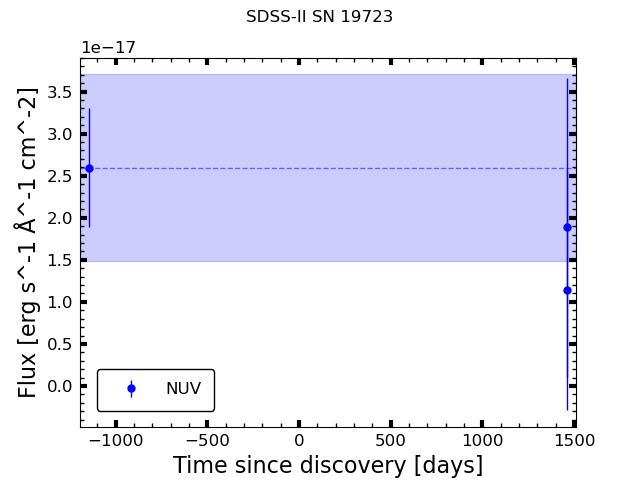 SDSS-II SN 19723
1e−17
3.5
3.0
2.5
2.0
1.5
1.0
0.5
0.0
Flux [erg s^-1 Å^-1 cm^-2]
NUV
−1000 −500 0 500 1000 1500
Time since discovery [days]